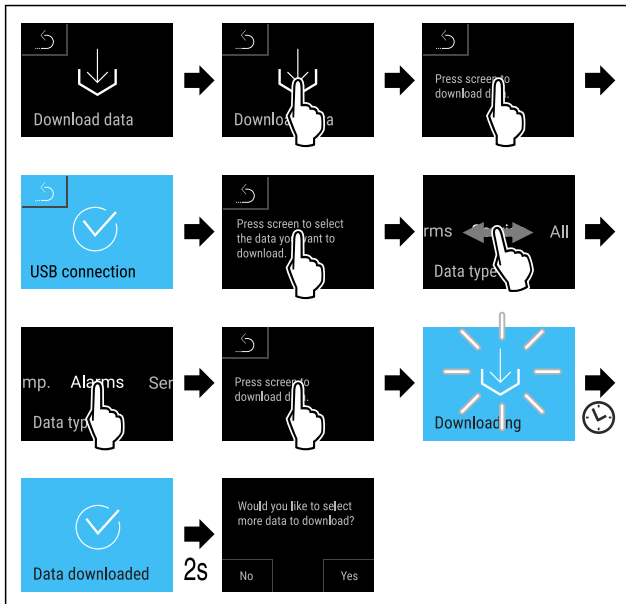 Download data
Downlo a
Press screen to
download d .
USB connection
Press screen to select
the data yo want to
download.
rms All
Data type
mp. Alarms Ser
Data typ
Press screen to
download d .
Downloading
Data downloaded
2s
Would you like to select
more data to download?
No Yes